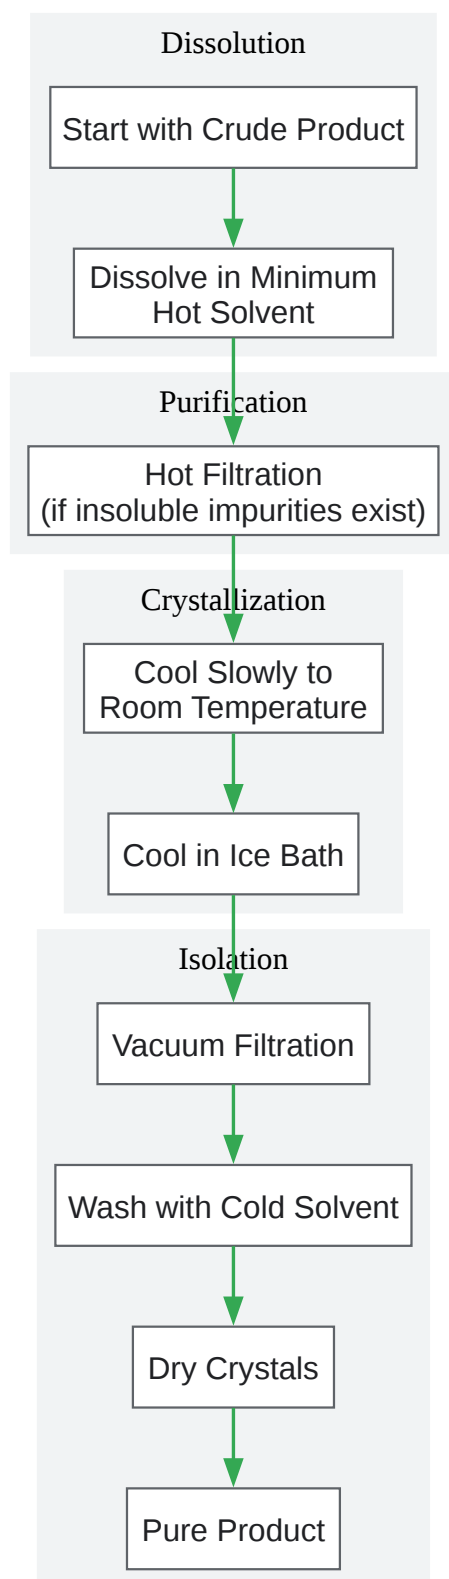 Dissolution
Start with Crude Product
Dissolve in Minimum
Hot Solvent
Purification
Hot Filtration
(if insoluble impurities exist)
Crystallization
Cool Slowly to
Room Temperature
Cool in Ice Bath
Isolation
Vacuum Filtration
Wash with Cold Solvent
Dry Crystals
Pure Product